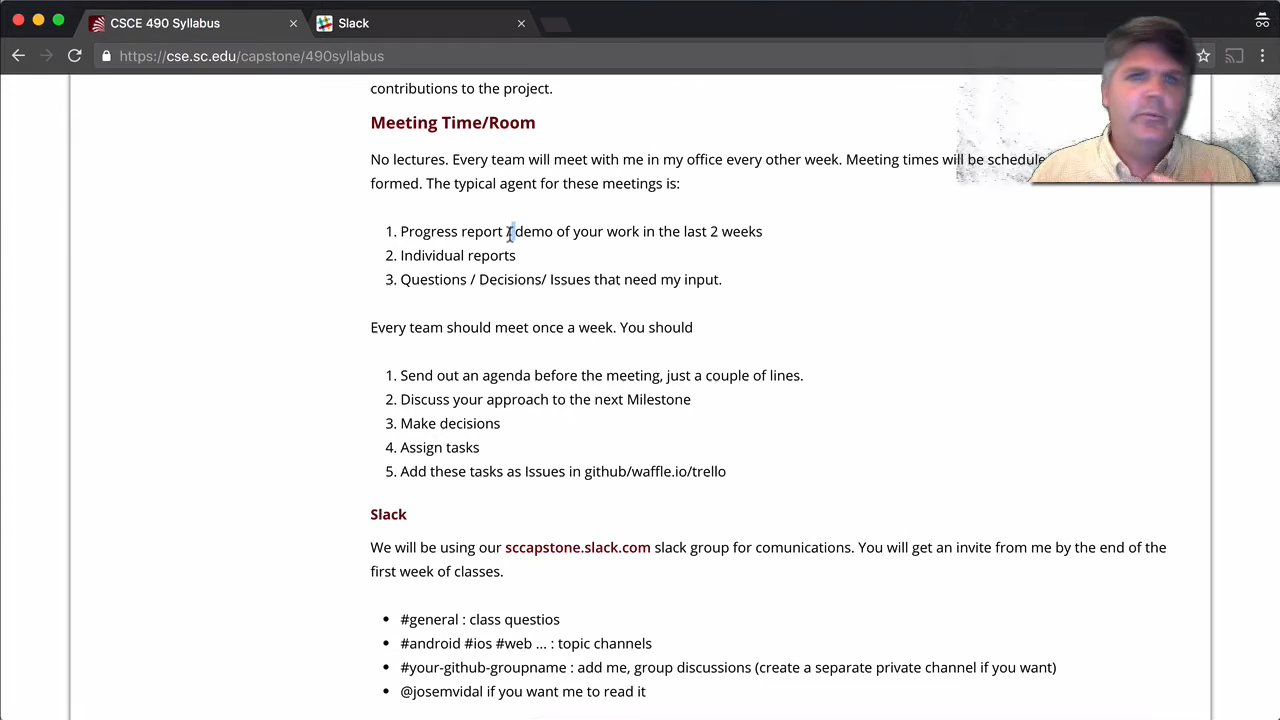 CSCE 490 Syllabus
Slack
https://cse.sc.edu/capstone/490syllabus
contributions to the project.
Meeting Time/Room
No lectures. Every team will meet with me in my office every other week. Meeting times will be schedule
formed. The typical agent for these meetings is:
1. Progress report / demo of your work in the last 2 weeks
2. Individual reports
3. Questions / Decisions/ Issues that need my input.
Every team should meet once a week. You should
1. Send out an agenda before the meeting, just a couple of lines.
2. Discuss your approach to the next Milestone
3. Make decisions
4. Assign tasks
5. Add these tasks as Issues in github/waffle.io/trello
Slack
We will be using our sccapstone.slack.com slack group for comunications. You will get an invite from me by the end of the
first week of classes.
• #general : class questios
• #android #ios #web ... : topic channels
• #your-github-groupname : add me, group discussions (create a separate private channel if you want)
• @josemvidal if you want me to read it